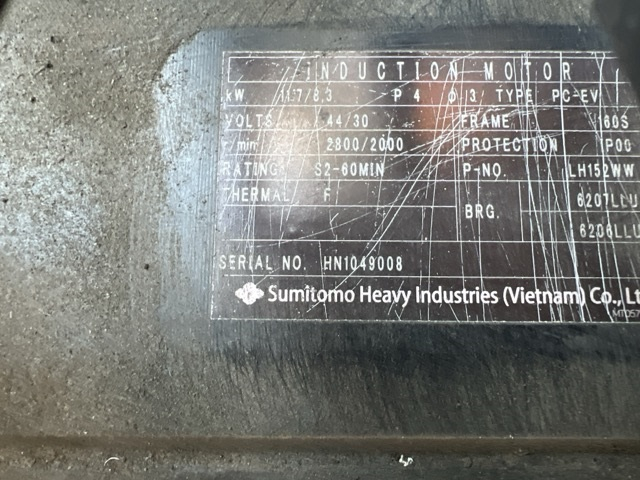 INDUCTION MOTOR
kW 11.7/8.3 P 4 Φ 3 TYPE PC-EV
VOLTS 44/30 FRAME 160S
r/min 2800/2000 PROTECTION P00
RATING S2-60MIN P-NO. LH152WW
THERMAL F BRG. 6207LLU
6206LLU
SERIAL NO. HN1049008
Sumitomo Heavy Industries (Vietnam) Co., Lt
MT057